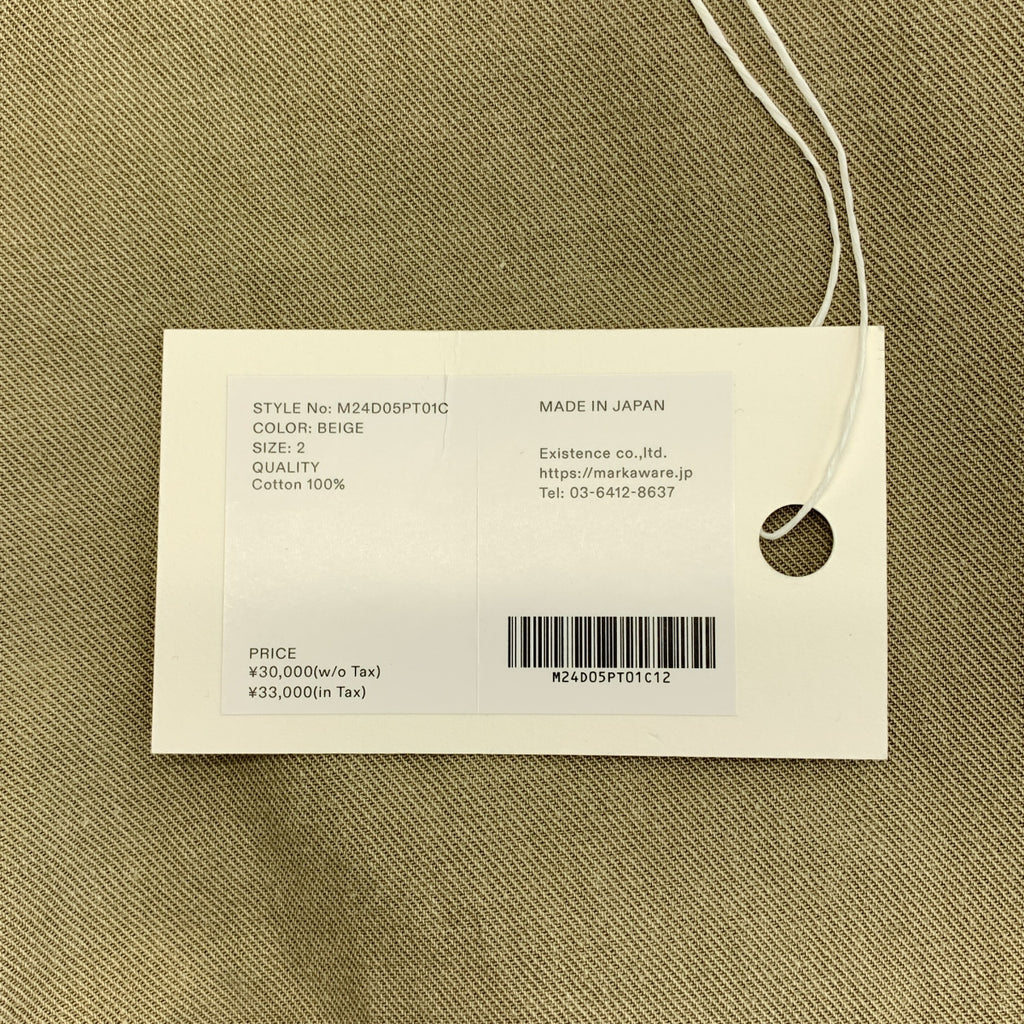 STYLE No: M24D05PT01C
COLOR: BEIGE
SIZE: 2
QUALITY
Cotton 100%
PRICE
¥30,000(w/o Tax)
¥33,000(in Tax)
MADE IN JAPAN
Existence co.,ltd.
https://markaware.jp
Tel: 03-6412-8637
M24D05PT01C12